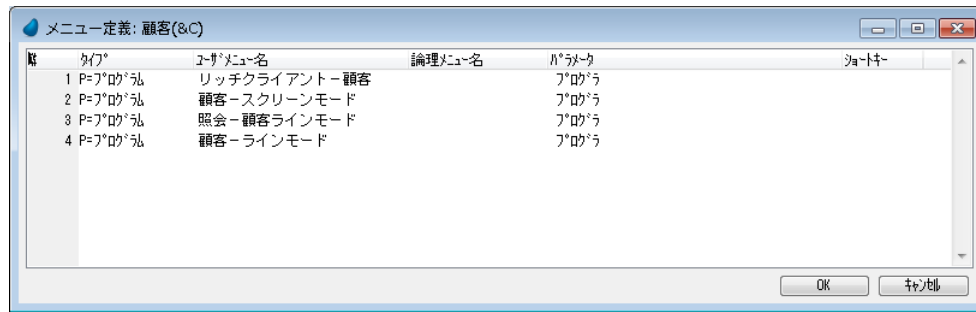 メニュー定義: 顧客(&C)
ﾀｲﾌﾟ ﾕｰｻﾞﾒﾆｭｰ名 論理ﾒﾆｭｰ名 ﾊﾟﾗﾒｰﾀ ｼｮｰﾄｷｰ
1 P=ﾌﾟﾛｸﾞﾗﾑ リッチクライアント－顧客 ﾌﾟﾛｸﾞﾗ
2 P=ﾌﾟﾛｸﾞﾗﾑ 顧客－スクリーンモード ﾌﾟﾛｸﾞﾗ
3 P=ﾌﾟﾛｸﾞﾗﾑ 照会－顧客ラインモード ﾌﾟﾛｸﾞﾗ
4 P=ﾌﾟﾛｸﾞﾗﾑ 顧客－ラインモード ﾌﾟﾛｸﾞﾗ
OK ｷｬﾝｾﾙ